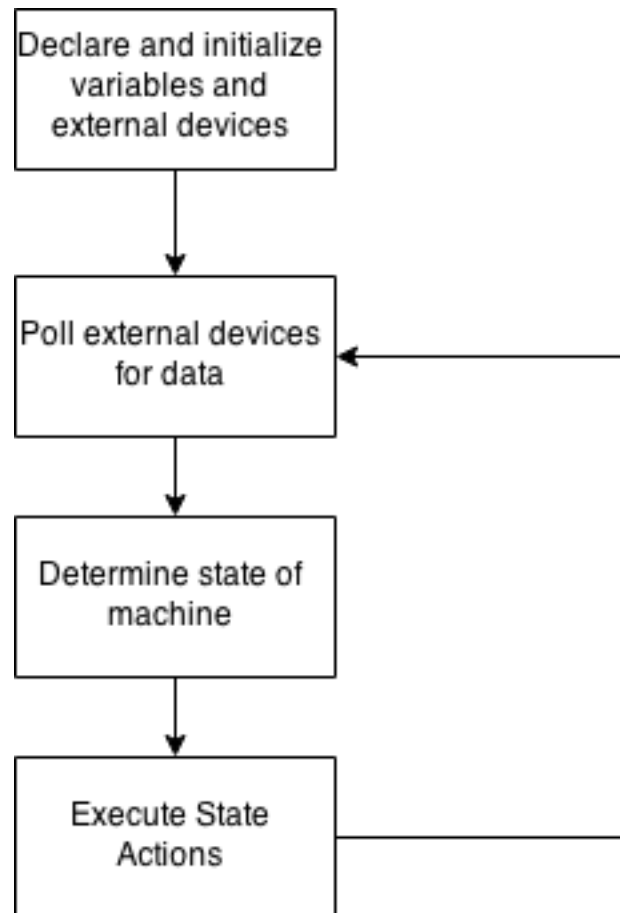 Declare and initialize
variables and
external devices
Poll external devices
for data
Determine state of
machine
Execute State
Actions